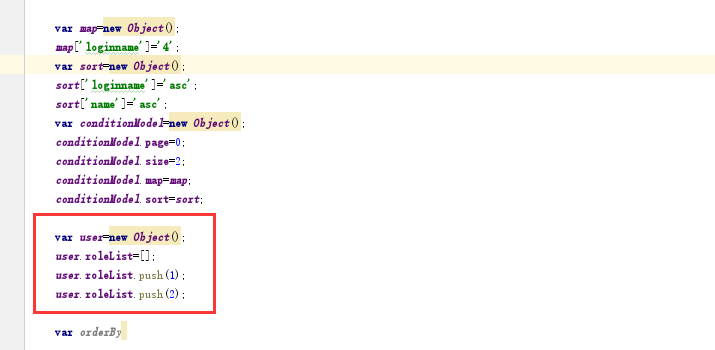 var map=new Object();
map['loginname']='4';
var sort=new Object();
sort['loginname']='asc';
sort['name']='asc';
var conditionModel=new Object();
conditionModel.page=0;
conditionModel.size=2;
conditionModel.map=map;
conditionModel.sort=sort;
var user=new Object();
user.roleList=[];
user.roleList.push(1);
user.roleList.push(2);
var orderBy